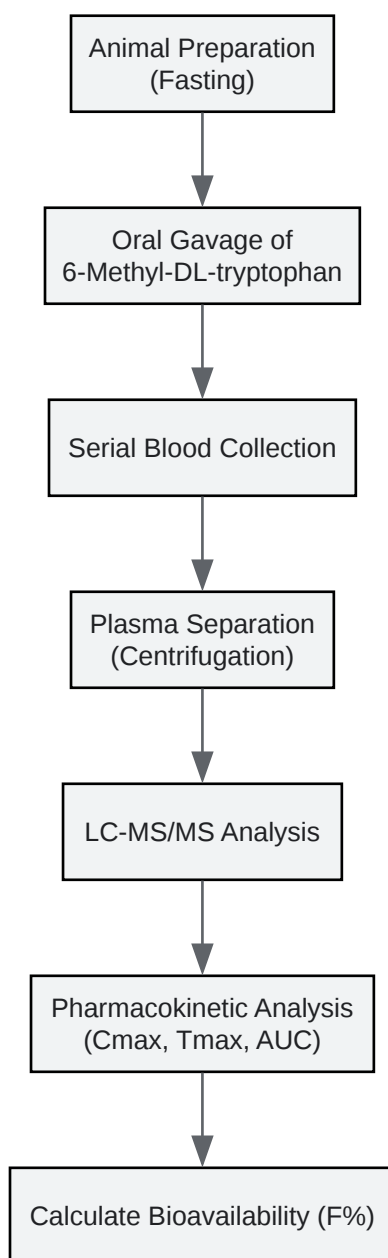 Animal Preparation
(Fasting)
Oral Gavage of
6-Methyl-DL-tryptophan
Serial Blood Collection
Plasma Separation
(Centrifugation)
LC-MS/MS Analysis
Pharmacokinetic Analysis
(Cmax, Tmax, AUC)
Calculate Bioavailability (F%)